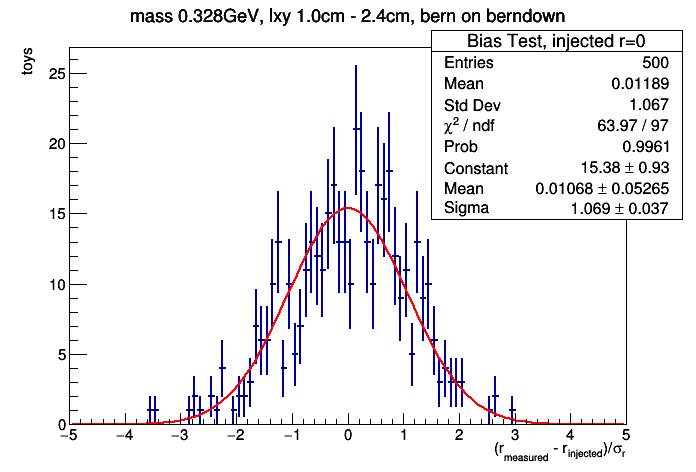 mass 0.328GeV, lxy 1.0cm - 2.4cm, bern on berndown
Bias Test, injected r=0
Entries 500
Mean 0.01189
Std Dev 1.067
χ² / ndf 63.97 / 97
Prob 0.9961
Constant 15.38 ± 0.93
Mean 0.01068 ± 0.05265
Sigma 1.069 ± 0.037
toys
25
20
15
10
5
0
−5 −4 −3 −2 −1 0 1 2 3 4 5
(r_measured - r_injected)/σ_r